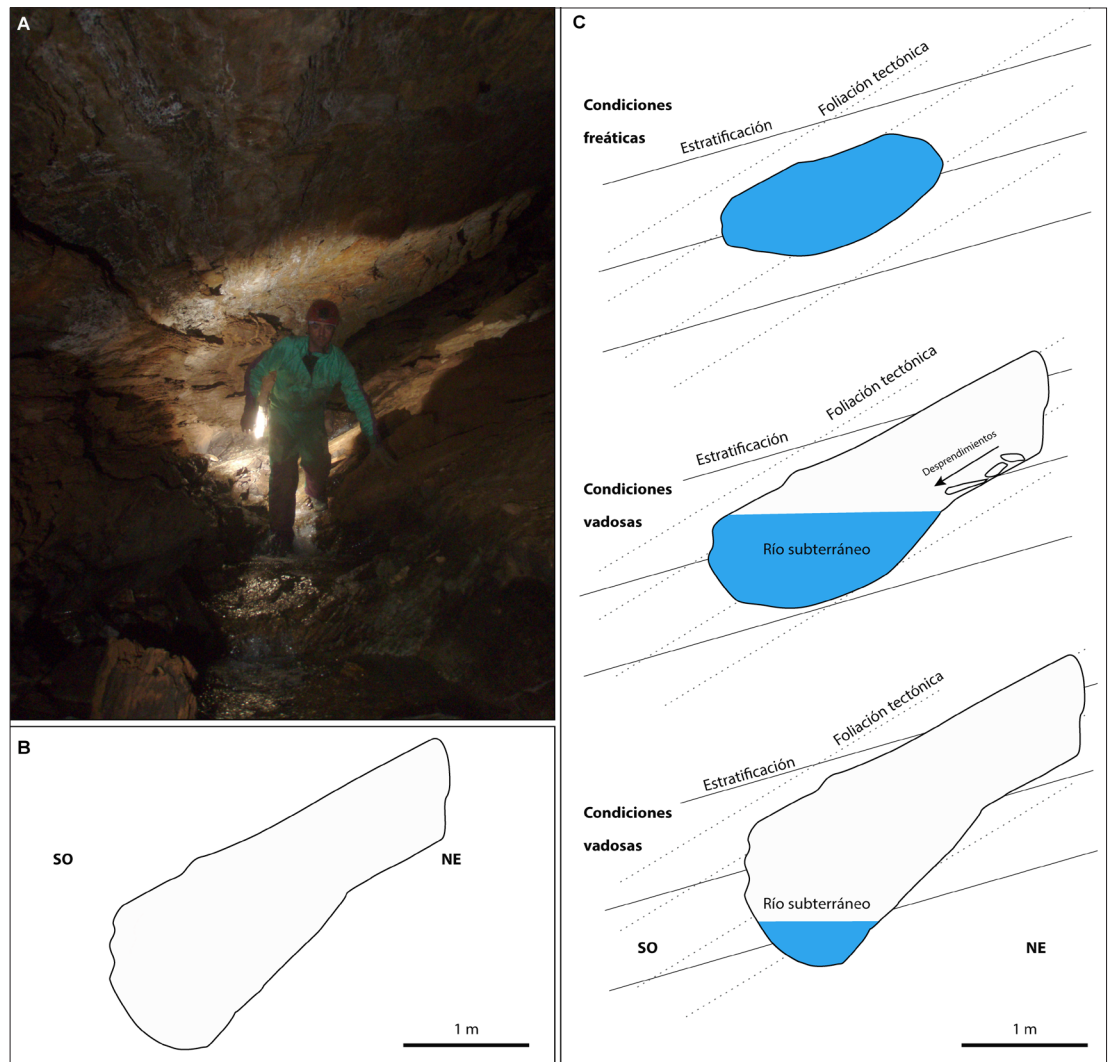 A
B
SO
NE
1 m
C
Condiciones
freáticas
Estratificación
Foliación tectónica
Condiciones
vadosas
Estratificación
Foliación tectónica
Desprendimientos
Río subterráneo
Condiciones
vadosas
Estratificación
Foliación tectónica
Río subterráneo
SO
NE
1 m